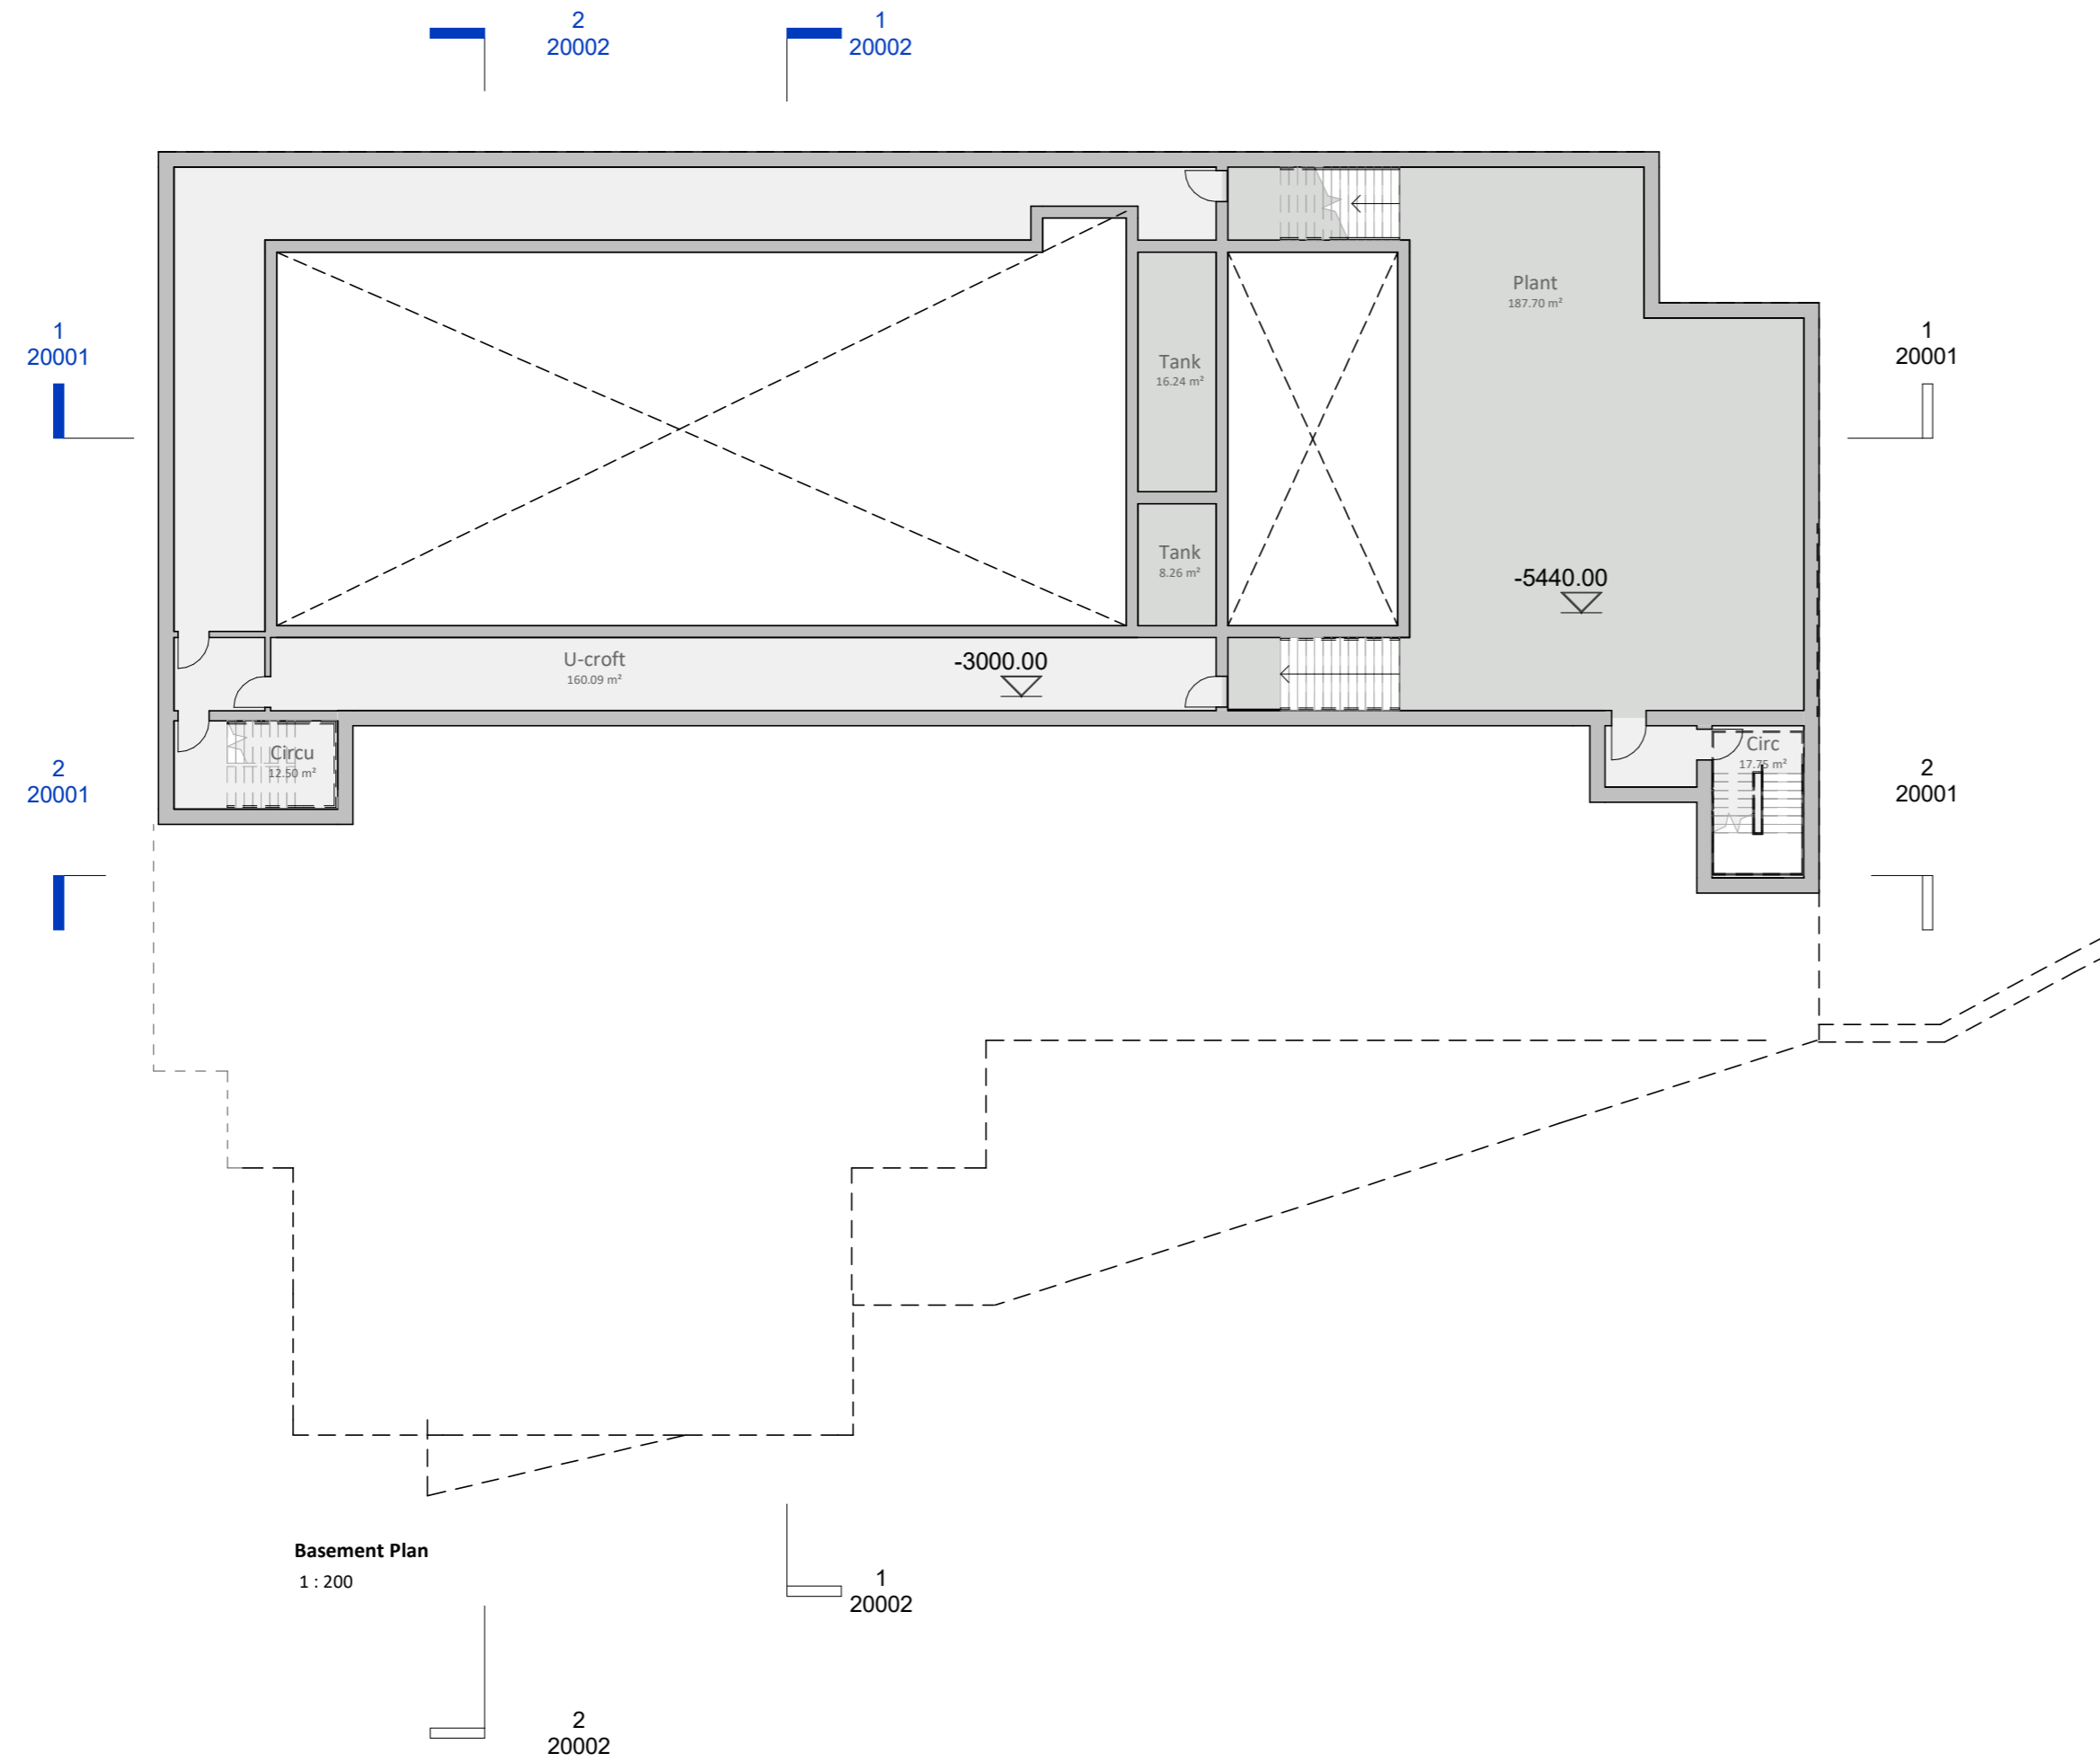 2
20002
1
20002
Plant
187.70 m²
1
20001
1
20001
Tank
16.24 m²
Tank
8.26 m²
-5440.00
U-croft
160.09 m²
-3000.00
Circu
12.50 m²
Circ
17.75 m²
2
20001
2
20001
Basement Plan
1 : 200
1
20002
2
20002